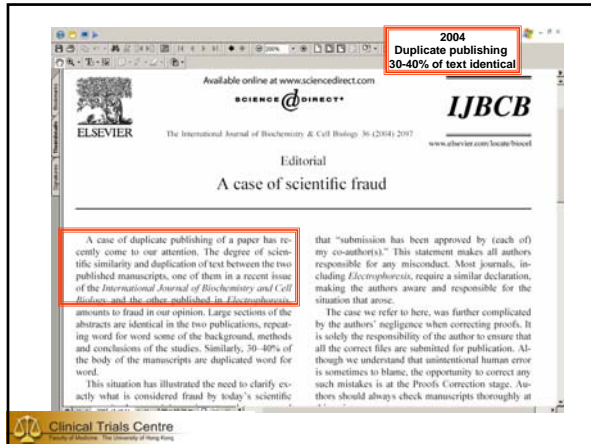 2004
Duplicate publishing
30-40% of text identical
Available online at www.sciencedirect.com
SCIENCE DIRECT®
ELSEVIER
The International Journal of Biochemistry & Cell Biology 36 (2004) 2097
IJBCB
www.elsevier.com/locate/biocel
Editorial
A case of scientific fraud
A case of duplicate publishing of a paper has re-
cently come to our attention. The degree of scien-
tific similarity and duplication of text between the two
published manuscripts, one of them in a recent issue
of the International Journal of Biochemistry and Cell
Biology and the other published in Electrophoresis,
amounts to fraud in our opinion. Large sections of the
abstracts are identical in the two publications, repeat-
ing word for word some of the background, methods
and conclusions of the studies. Similarly, 30–40% of
the body of the manuscripts are duplicated word for
word.
This situation has illustrated the need to clarify ex-
actly what is considered fraud by today's scientific
that "submission has been approved by (each of)
my co-author(s)." This statement makes all authors
responsible for any misconduct. Most journals, in-
cluding Electrophoresis, require a similar declaration,
making the authors aware and responsible for the
situation that arose.
The case we refer to here, was further complicated
by the authors' negligence when correcting proofs. It
is solely the responsibility of the author to ensure that
all the correct files are submitted for publication. Al-
though we understand that unintentional human error
is sometimes to blame, the opportunity to correct any
such mistakes is at the Proofs Correction stage. Au-
thors should always check manuscripts thoroughly at
Clinical Trials Centre
Faculty of Medicine The University of Hong Kong